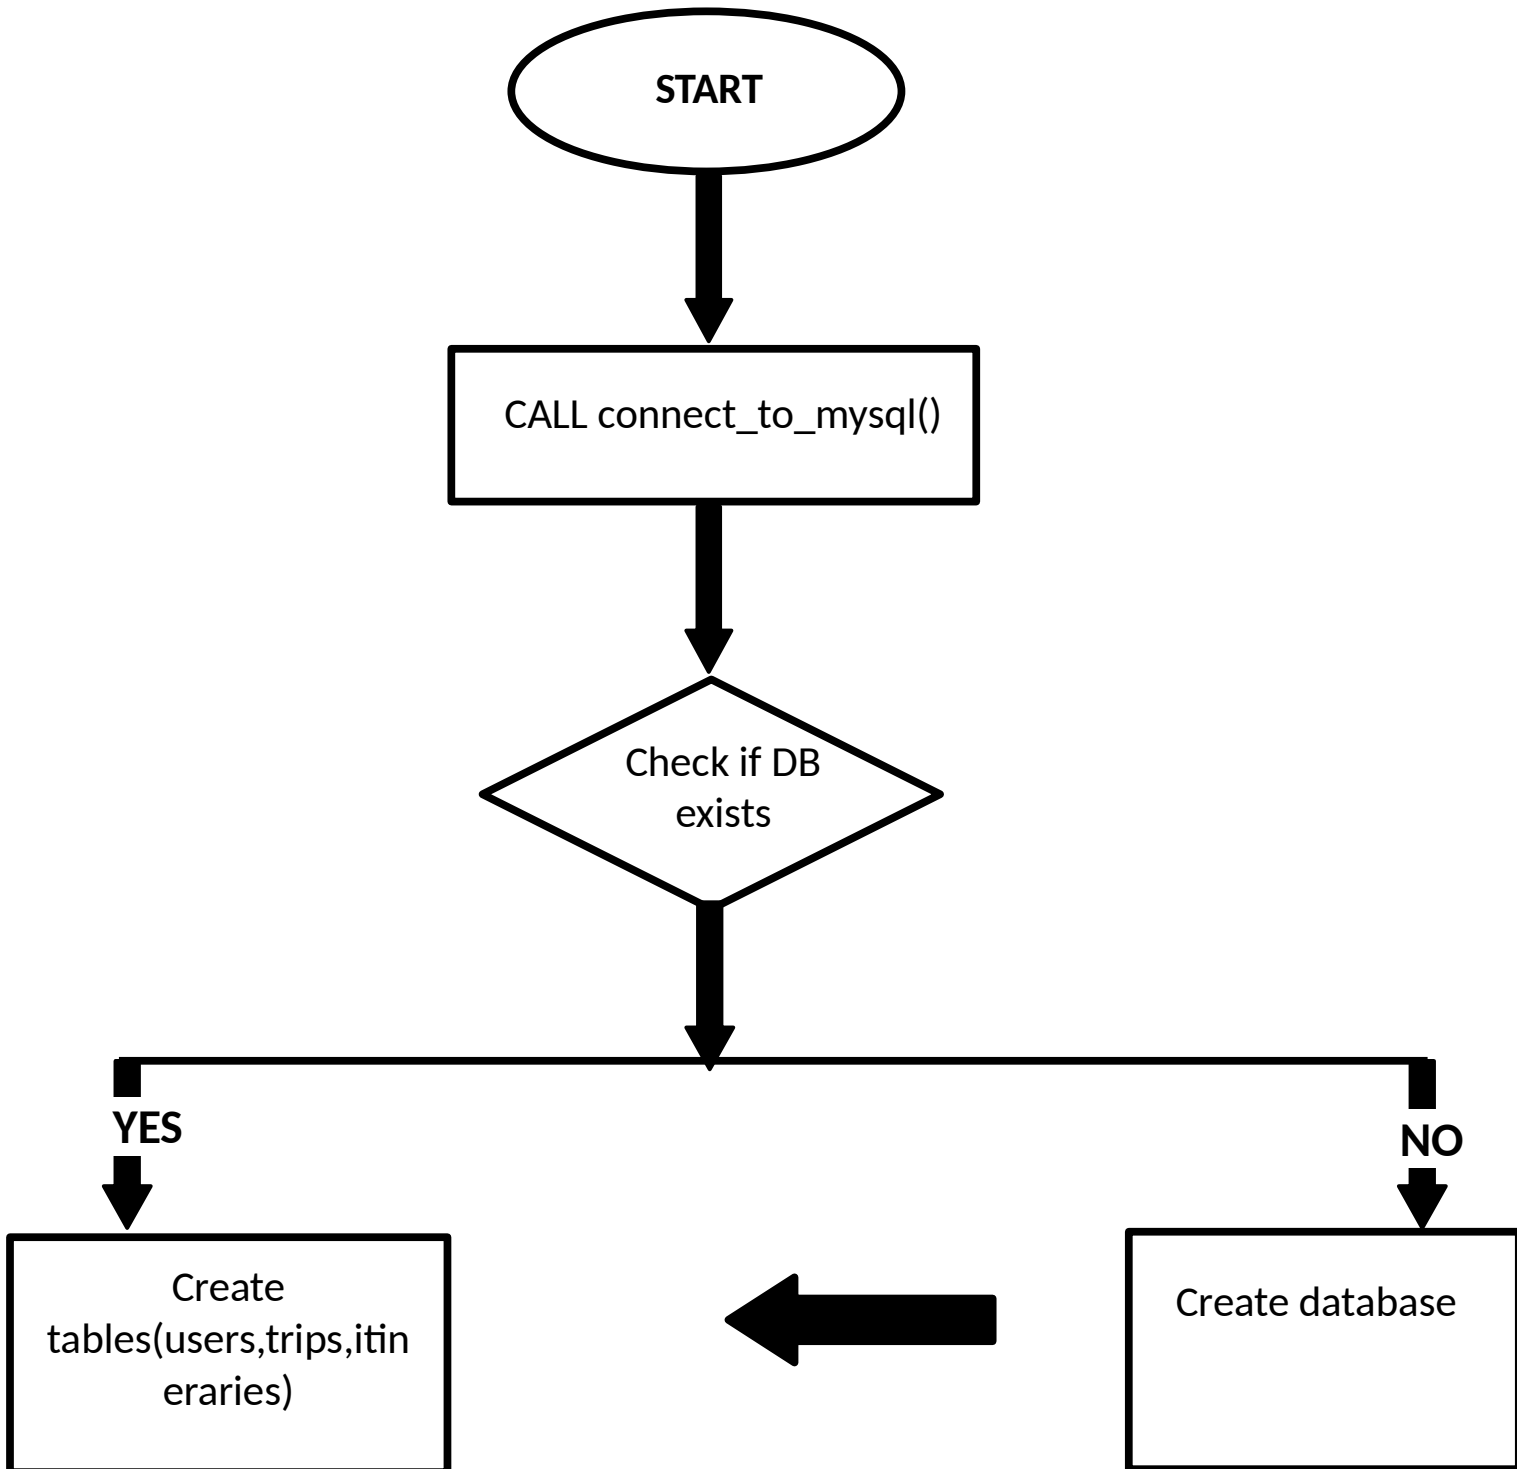 START
CALL connect_to_mysql()
Check if DB
exists
YES
NO
Create
tables(users,trips,itin
eraries)
Create database